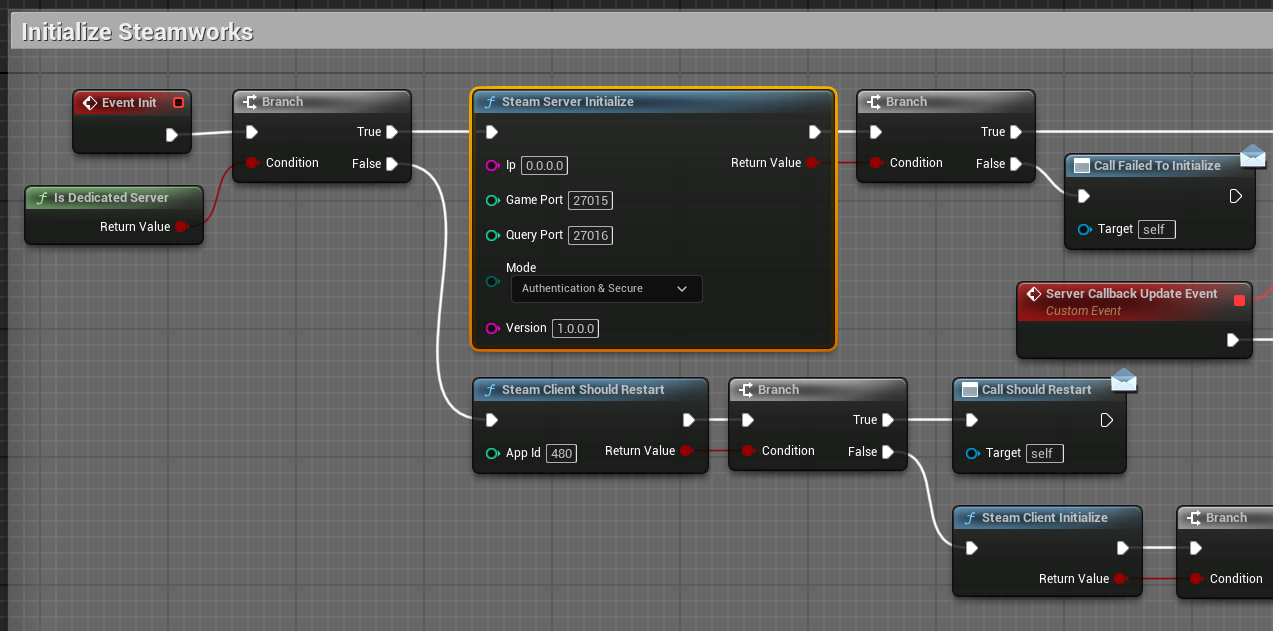 Initialize Steamworks
Event Init
Branch
True
Condition
False
Is Dedicated Server
Return Value
Steam Server Initialize
Ip 0.0.0.0
Return Value
Game Port 27015
Query Port 27016
Mode
Authentication & Secure
Version 1.0.0.0
Branch
True
Condition
False
Call Failed To Initialize
Target self
Server Callback Update Event
Custom Event
Steam Client Should Restart
App Id 480
Return Value
Branch
True
Condition
False
Call Should Restart
Target self
Steam Client Initialize
Return Value
Branch
Condition